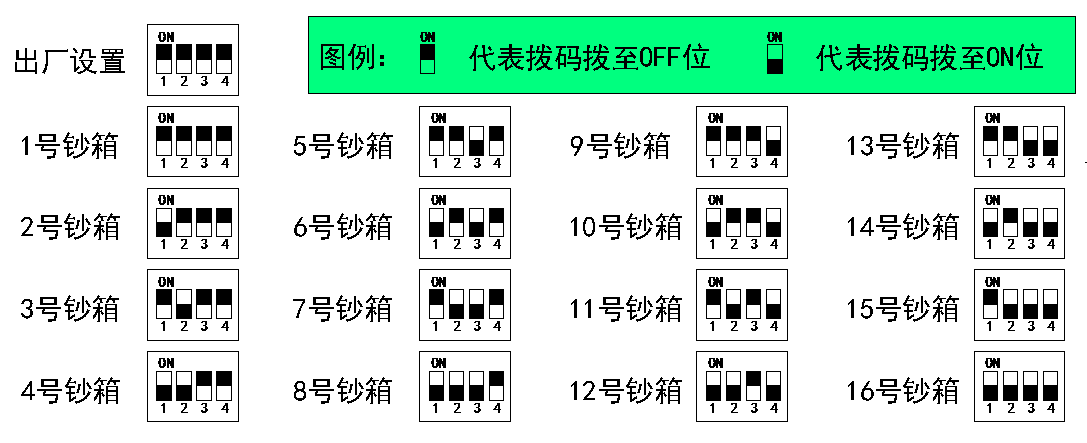 出厂设置 ON 1 2 3 4 图例： ON 代表拨码拨至OFF位 ON 代表拨码拨至ON位
1号钞箱 ON 1 2 3 4 5号钞箱 ON 1 2 3 4 9号钞箱 ON 1 2 3 4 13号钞箱 ON 1 2 3 4
2号钞箱 ON 1 2 3 4 6号钞箱 ON 1 2 3 4 10号钞箱 ON 1 2 3 4 14号钞箱 ON 1 2 3 4
3号钞箱 ON 1 2 3 4 7号钞箱 ON 1 2 3 4 11号钞箱 ON 1 2 3 4 15号钞箱 ON 1 2 3 4
4号钞箱 ON 1 2 3 4 8号钞箱 ON 1 2 3 4 12号钞箱 ON 1 2 3 4 16号钞箱 ON 1 2 3 4